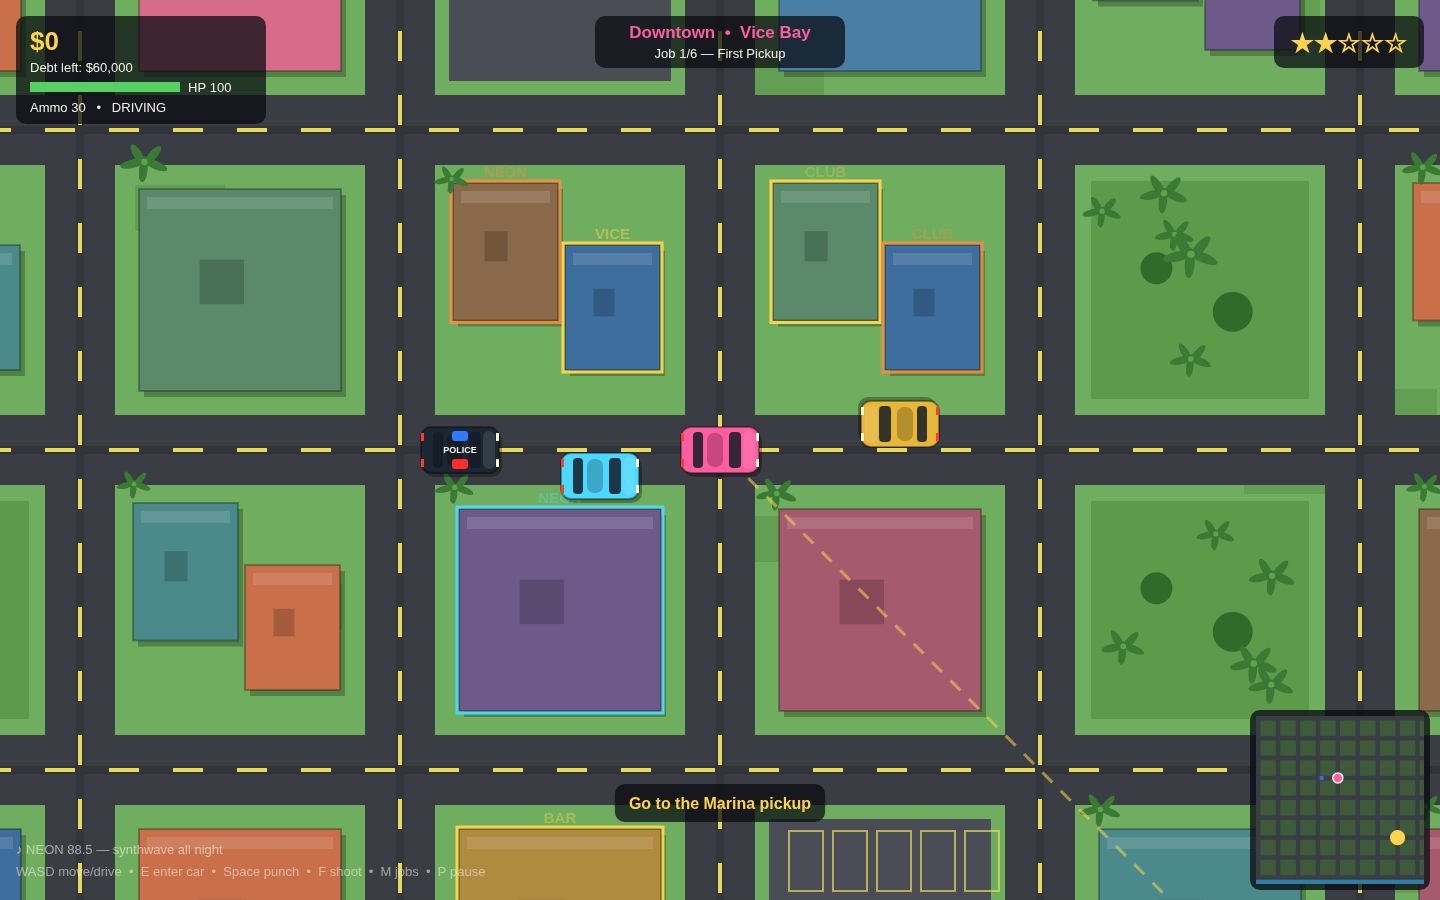 $0
Debt left: $60,000
HP 100
Ammo 30 • DRIVING
Downtown • Vice Bay
Job 1/6 — First Pickup
★★☆☆☆
NEON
CLUB
VICE
CLUB
POLICE
Go to the Marina pickup
BAR
♪ NEON 88.5 — synthwave all night
WASD move/drive • E enter car • Space punch • F shoot • M jobs • P pause